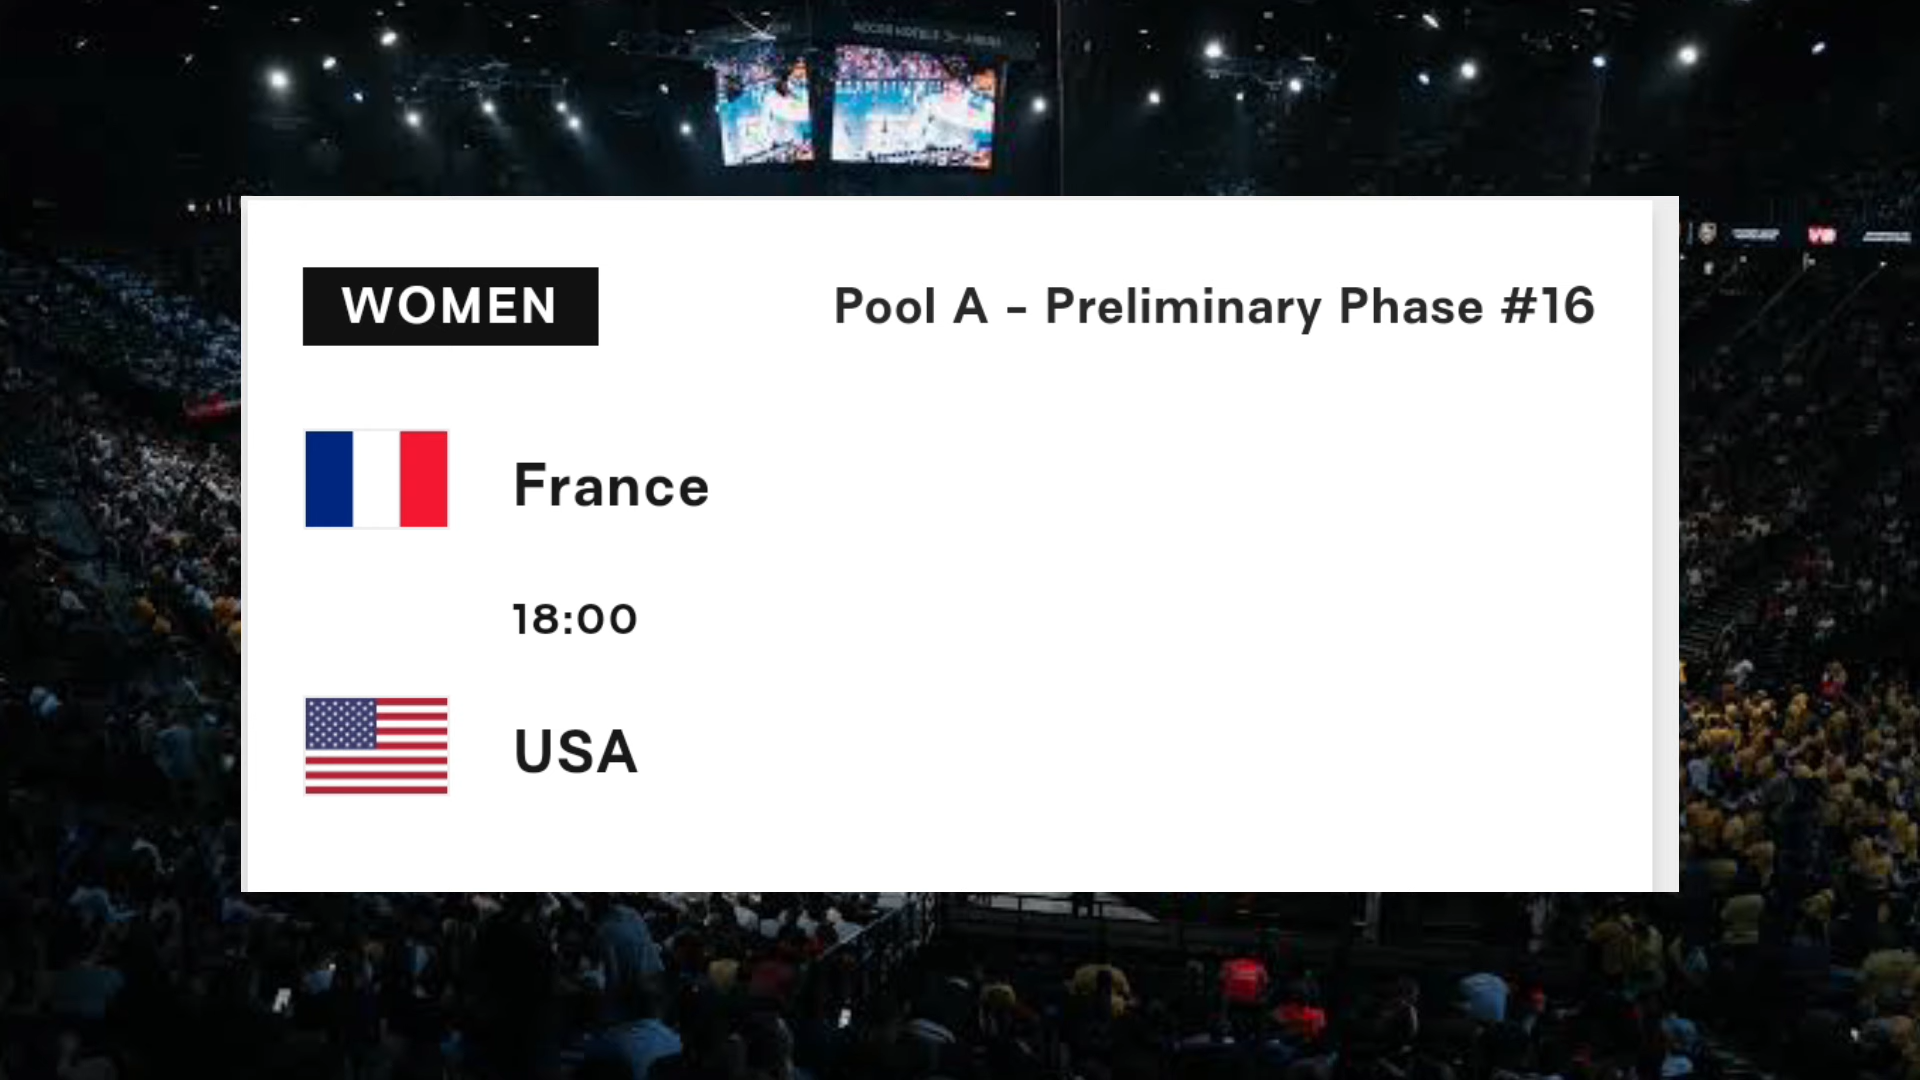 WOMEN
Pool A - Preliminary Phase #16
France
18:00
USA